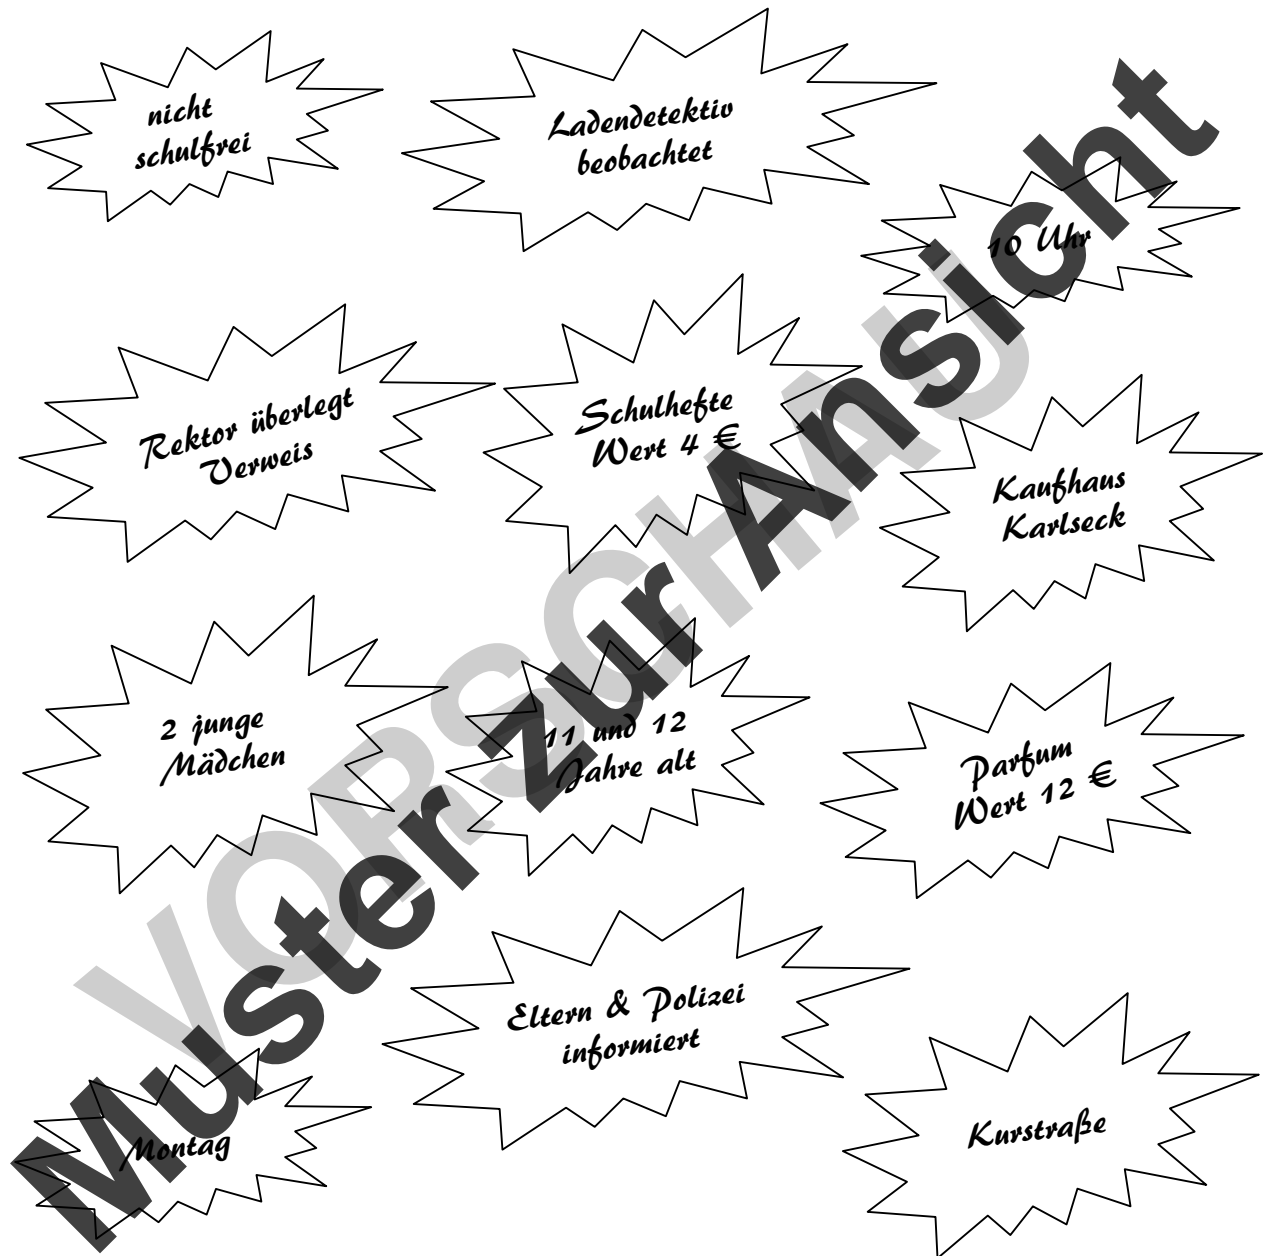 nicht
schulfrei
Ladendetektiv
beobachtet
10 Uhr
Rektor überlegt
Verweis
Schulhefte
Wert 4 €
Kaufhaus
Karlseck
2 junge
Mädchen
11 und 12
Jahre alt
Parfum
Wert 12 €
Eltern & Polizei
informiert
Montag
Kurstraße
VORSCHAU
Muster zur Ansicht